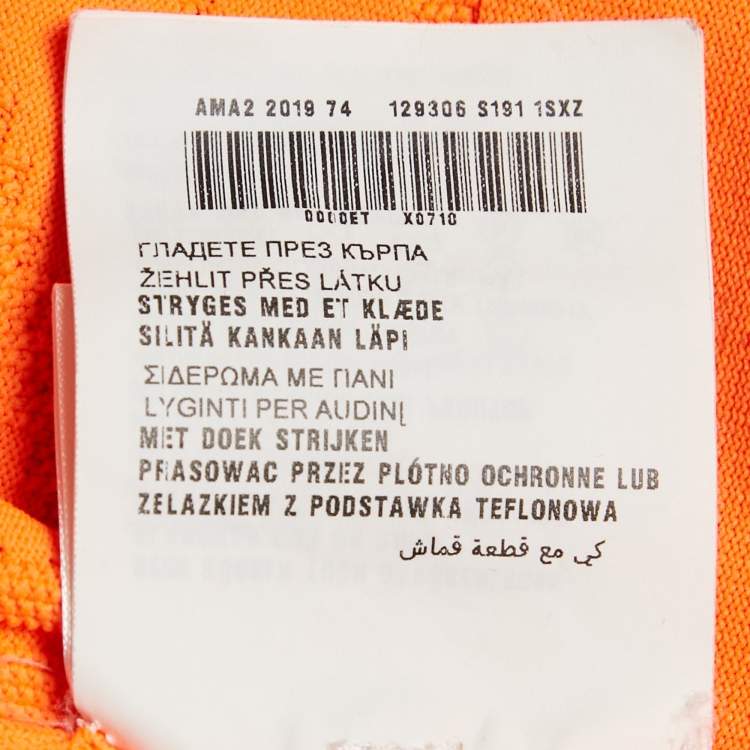 AMA2 2019 74 129306 S191 1SXZ
0000ET X0710
ГЛАДЕТЕ ПРЕЗ КЪРПА
ŽEHLIT PŘES LÁTKU
STRYGES MED ET KLÆDE
SILITÄ KANKAAN LÄPI
ΣΙΔΕΡΩΜΑ ΜΕ ΠΑΝΙ
LYGINTI PER AUDINĮ
MET DOEK STRIJKEN
PRASOWAC PRZEZ PLÓTNO OCHRONNE LUB
ZELAZKIEM Z PODSTAWKA TEFLONOWA
كي مع قطعة قماش